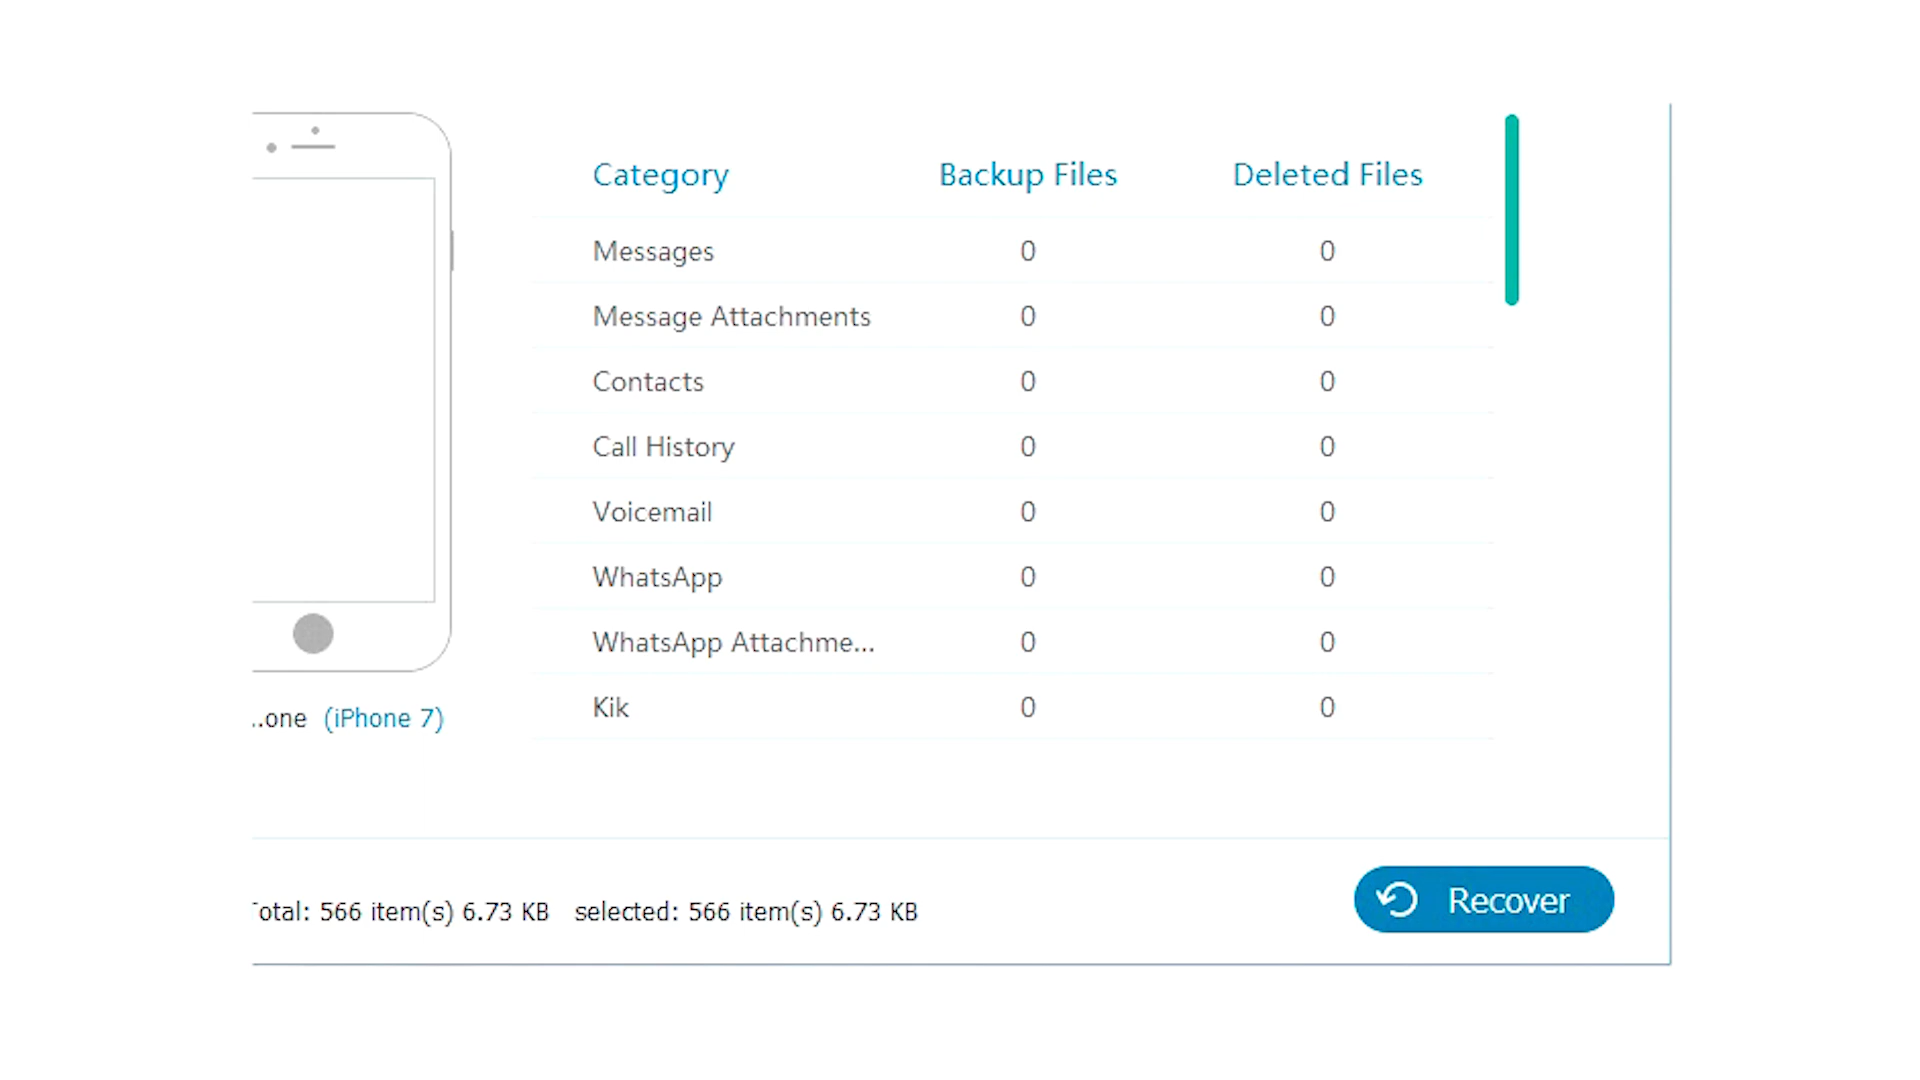 Category Backup Files Deleted Files
Messages 0 0
Message Attachments 0 0
Contacts 0 0
Call History 0 0
Voicemail 0 0
WhatsApp 0 0
WhatsApp Attachme... 0 0
Kik 0 0
...one (iPhone 7)
Total: 566 item(s) 6.73 KB selected: 566 item(s) 6.73 KB
Recover